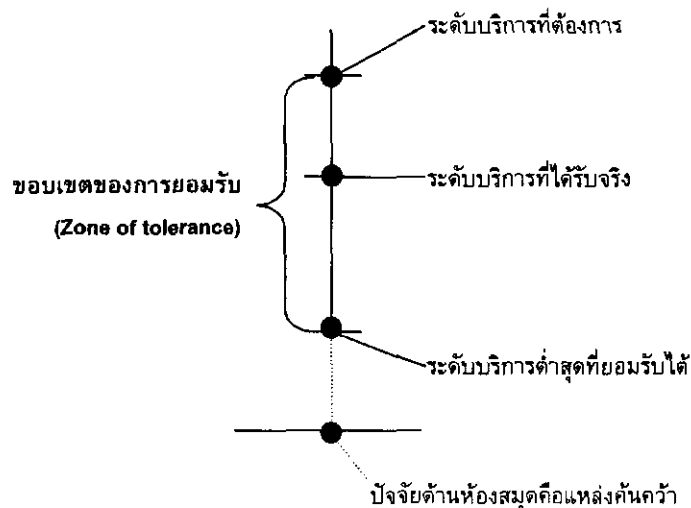 ระดับบริการที่ต้องการ
ระดับบริการที่ได้รับจริง
ขอบเขตของการยอมรับ
(Zone of tolerance)
ระดับบริการต่ำสุดที่ยอมรับได้
ปัจจัยด้านห้องสมุดคือแหล่งค้นคว้า